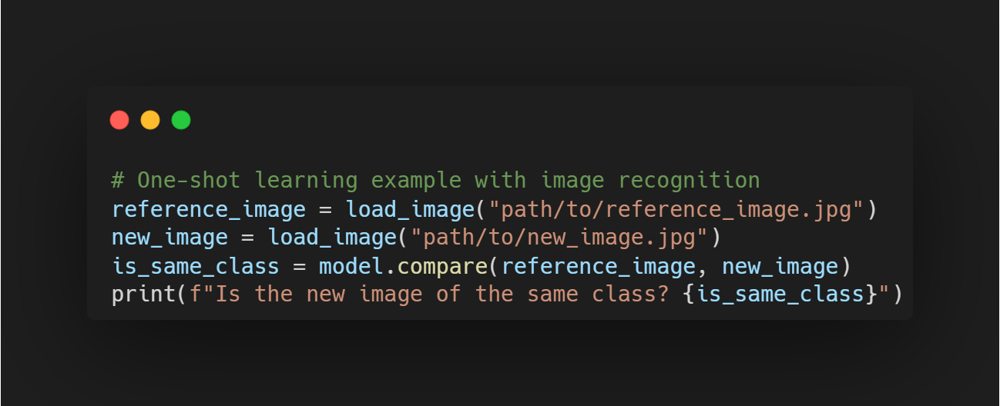 # One-shot learning example with image recognition
reference_image = load_image("path/to/reference_image.jpg")
new_image = load_image("path/to/new_image.jpg")
is_same_class = model.compare(reference_image, new_image)
print(f"Is the new image of the same class? {is_same_class}")